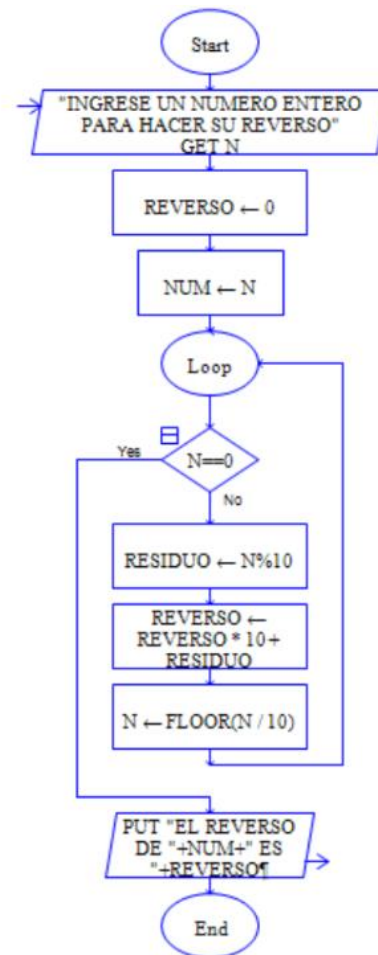 Start
"INGRESE UN NUMERO ENTERO
PARA HACER SU REVERSO"
GET N
REVERSO ← 0
NUM ← N
Loop
Yes
N==0
No
RESIDUO ← N%10
REVERSO ←
REVERSO * 10+
RESIDUO
N ← FLOOR(N / 10)
PUT "EL REVERSO
DE "+NUM+" ES
"+REVERSO¶
End